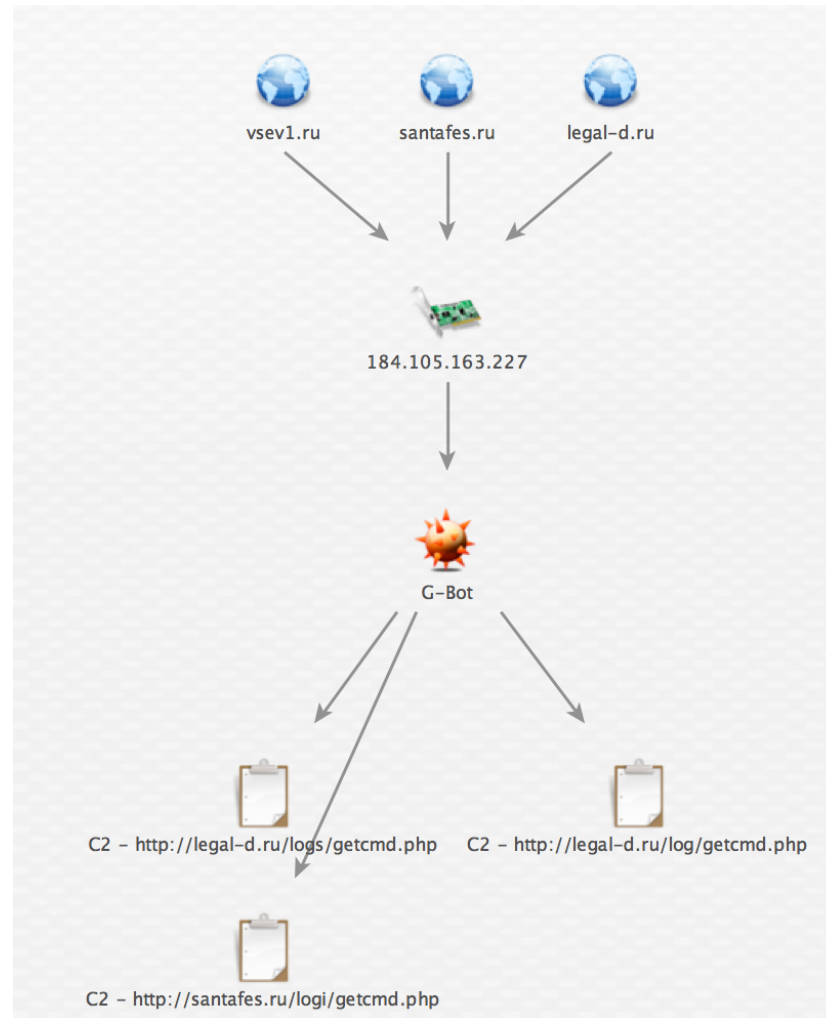 vsev1.ru
santafes.ru
legal-d.ru
184.105.163.227
G-Bot
C2 - http://legal-d.ru/logs/getcmd.php
C2 - http://legal-d.ru/log/getcmd.php
C2 - http://santafes.ru/logi/getcmd.php